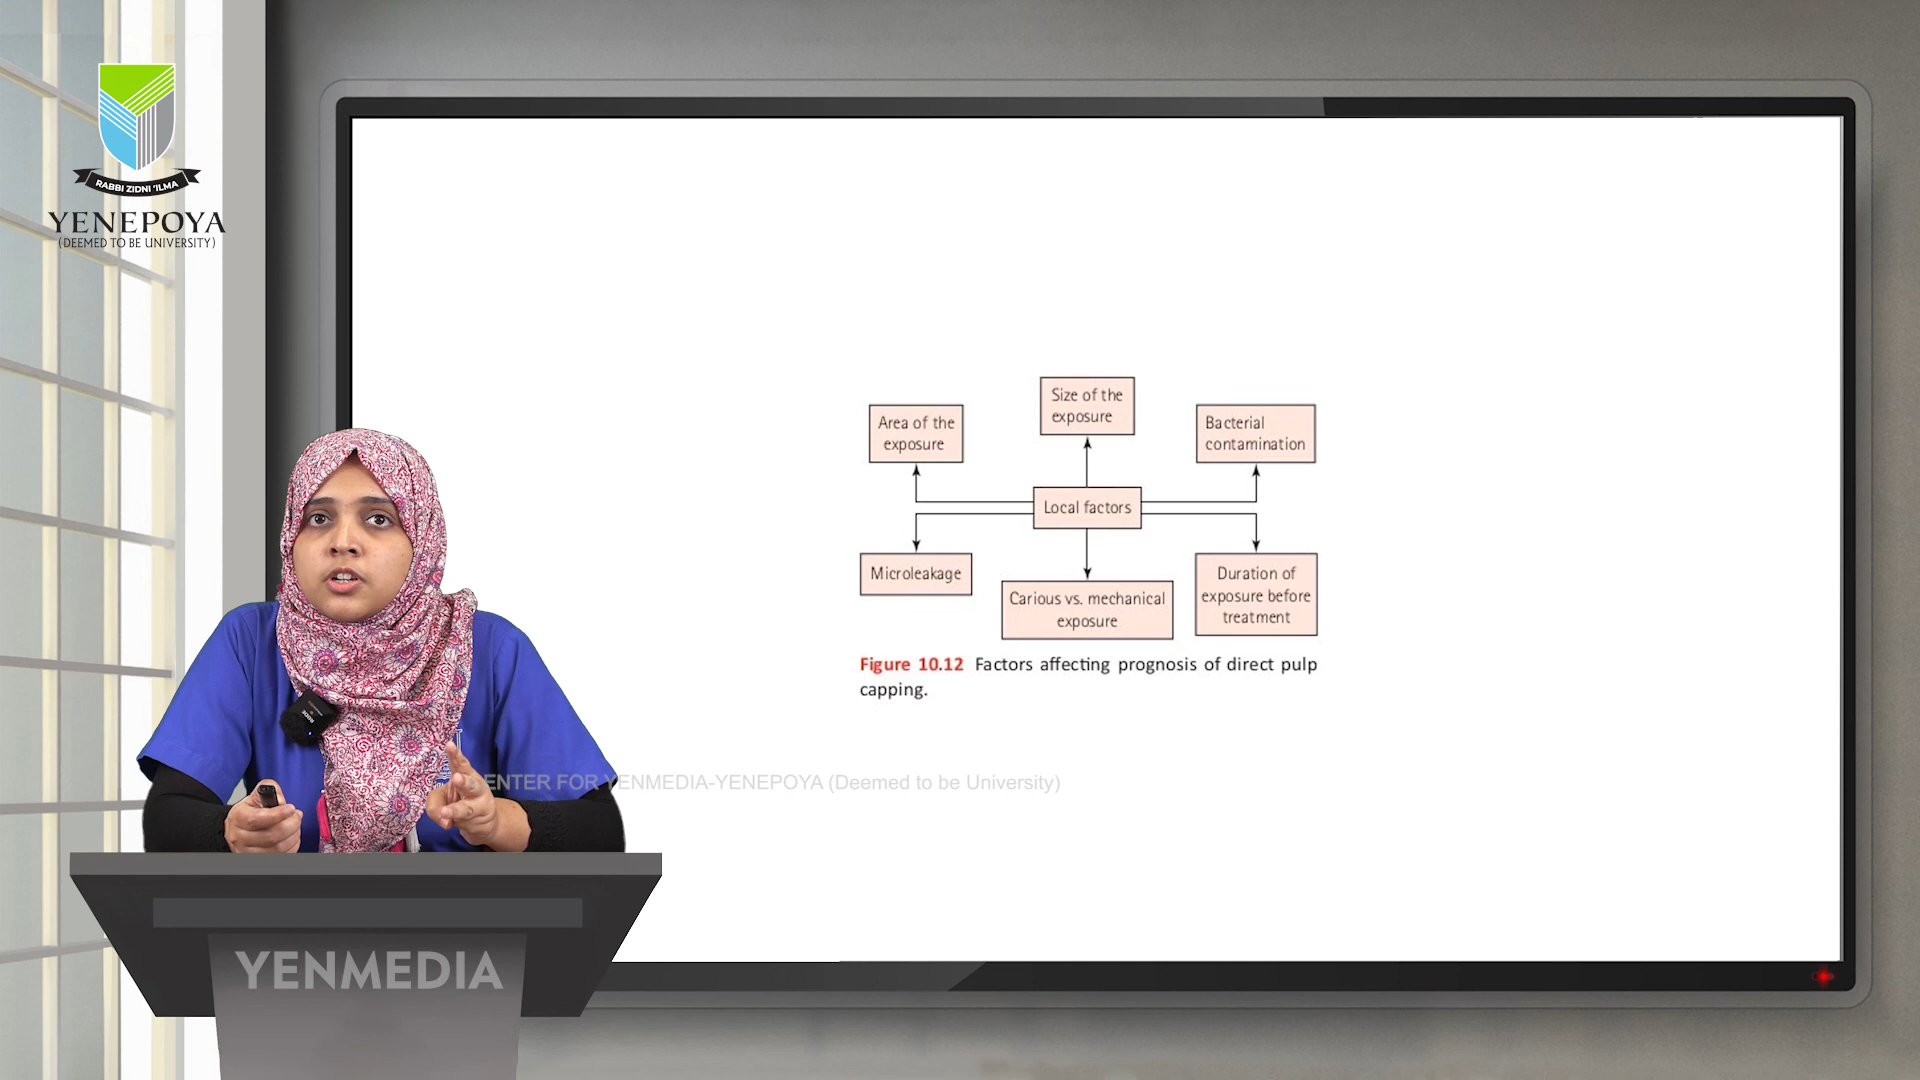 RABBI ZIDNI 'ILMA
YENEPOYA
(DEEMED TO BE UNIVERSITY)
Area of the
exposure
Size of the
exposure
Bacterial
contamination
Local factors
Microleakage
Carious vs. mechanical
exposure
Duration of
exposure before
treatment
Figure 10.12 Factors affecting prognosis of direct pulp
capping.
CENTER FOR YENMEDIA-YENEPOYA (Deemed to be University)
YENMEDIA